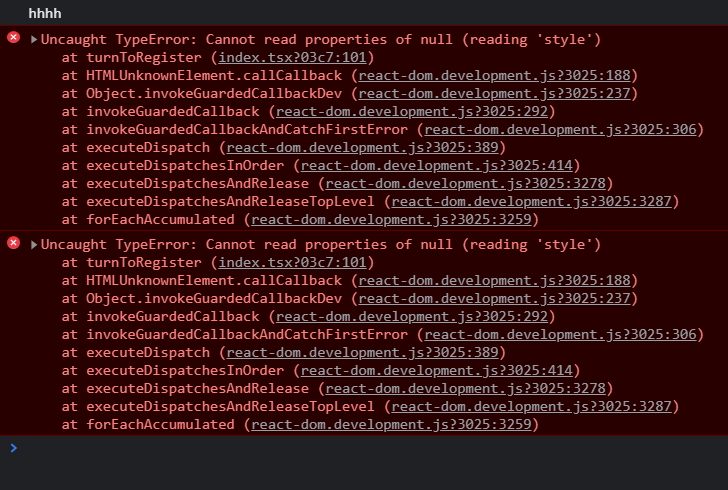 hhhh
Uncaught TypeError: Cannot read properties of null (reading 'style')
at turnToRegister (index.tsx?03c7:101)
at HTMLUnknownElement.callCallback (react-dom.development.js?3025:188)
at Object.invokeGuardedCallbackDev (react-dom.development.js?3025:237)
at invokeGuardedCallback (react-dom.development.js?3025:292)
at invokeGuardedCallbackAndCatchFirstError (react-dom.development.js?3025:306)
at executeDispatch (react-dom.development.js?3025:389)
at executeDispatchesInOrder (react-dom.development.js?3025:414)
at executeDispatchesAndRelease (react-dom.development.js?3025:3278)
at executeDispatchesAndReleaseTopLevel (react-dom.development.js?3025:3287)
at forEachAccumulated (react-dom.development.js?3025:3259)
Uncaught TypeError: Cannot read properties of null (reading 'style')
at turnToRegister (index.tsx?03c7:101)
at HTMLUnknownElement.callCallback (react-dom.development.js?3025:188)
at Object.invokeGuardedCallbackDev (react-dom.development.js?3025:237)
at invokeGuardedCallback (react-dom.development.js?3025:292)
at invokeGuardedCallbackAndCatchFirstError (react-dom.development.js?3025:306)
at executeDispatch (react-dom.development.js?3025:389)
at executeDispatchesInOrder (react-dom.development.js?3025:414)
at executeDispatchesAndRelease (react-dom.development.js?3025:3278)
at executeDispatchesAndReleaseTopLevel (react-dom.development.js?3025:3287)
at forEachAccumulated (react-dom.development.js?3025:3259)